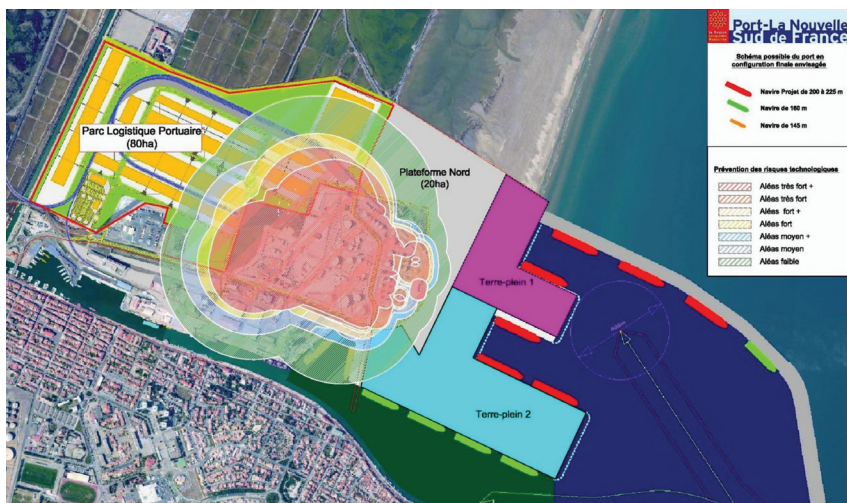 Port-La Nouvelle
Sud de France
Schéma possible du port en
configuration finale envisagée
Navire Projet de 200 à 225 m
Navire de 160 m
Navire de 145 m
Prévention des risques technologiques
Aléas très fort +
Aléas très fort
Aléas fort +
Aléas fort
Aléas moyen +
Aléas moyen
Aléas faible
Parc Logistique Portuaire
(80ha)
Plateforme Nord
(20ha)
Terre-plein 1
Terre-plein 2